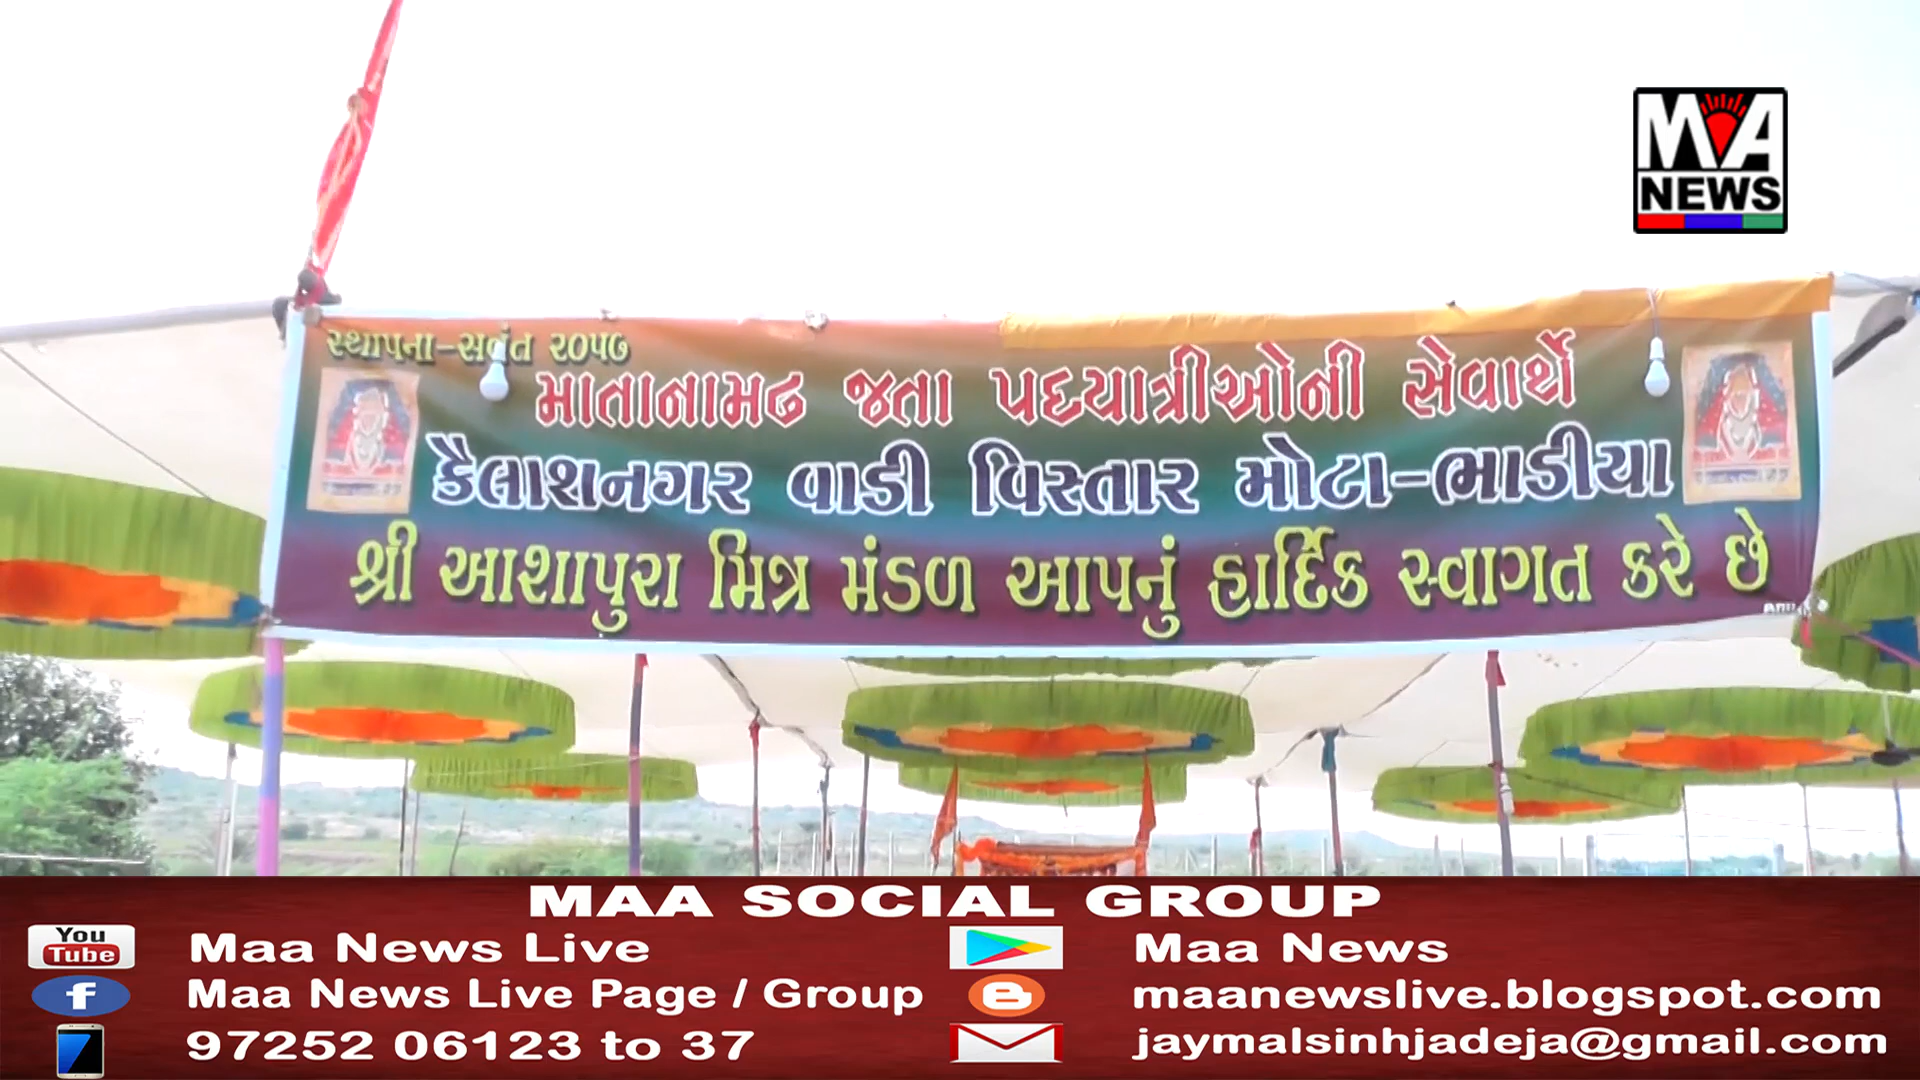 MAA
NEWS
સ્થાપના-સવંત ૨૦૫૭
માતાનામઢ જતા પદયાત્રીઓની સેવાર્થે
કૈલાશનગર વાડી વિસ્તાર મોટા-ભાડીયા
શ્રી આશાપુરા મિત્ર મંડળ આપનું હાર્દિક સ્વાગત કરે છે
MAA SOCIAL GROUP
You Tube Maa News Live
Maa News
f Maa News Live Page / Group
maanewslive.blogspot.com
97252 06123 to 37
jaymalsinhjadeja@gmail.com